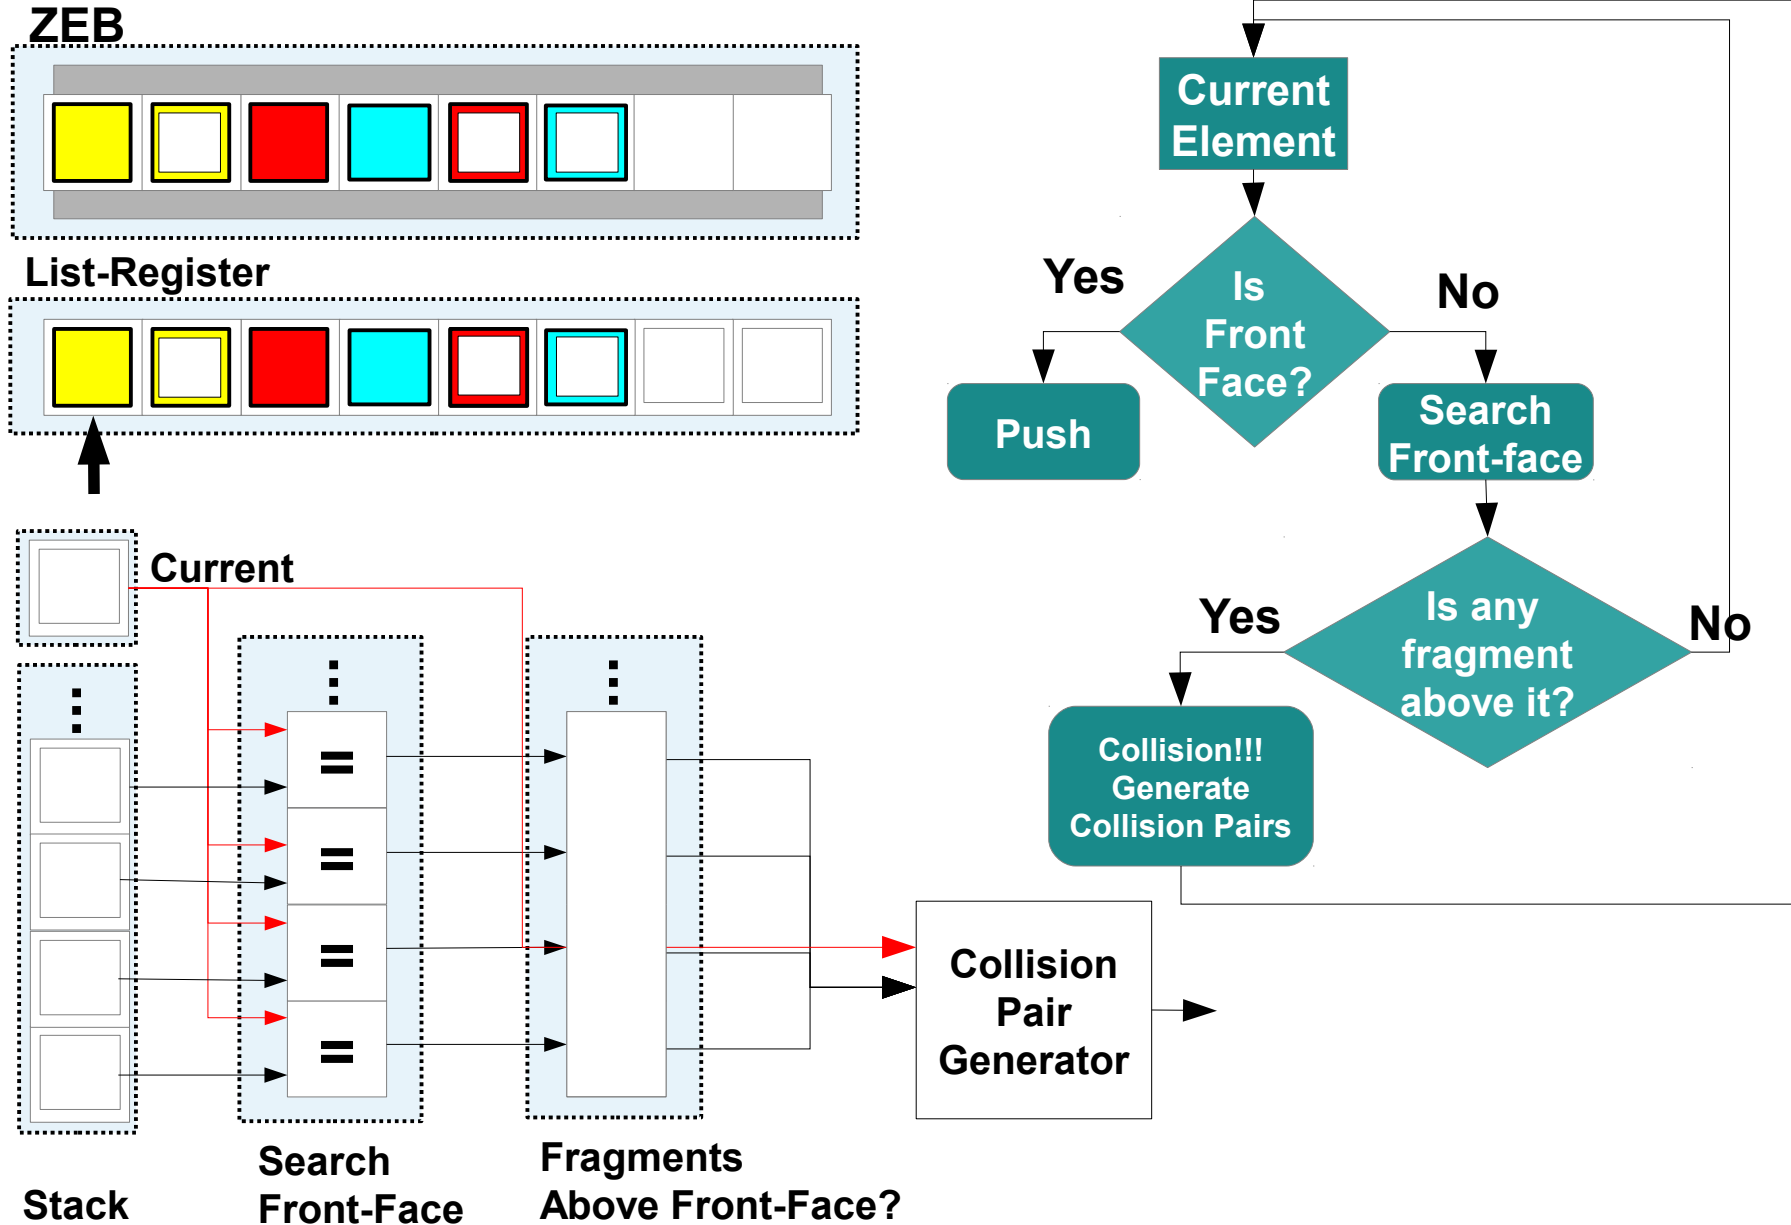 ZEB
List-Register
Current
=
=
=
=
Stack
Search
Front-Face
Fragments
Above Front-Face?
Collision
Pair
Generator
Current
Element
Is
Front
Face?
Yes
No
Push
Search
Front-face
Is any
fragment
above it?
Yes
No
Collision!!!
Generate
Collision Pairs